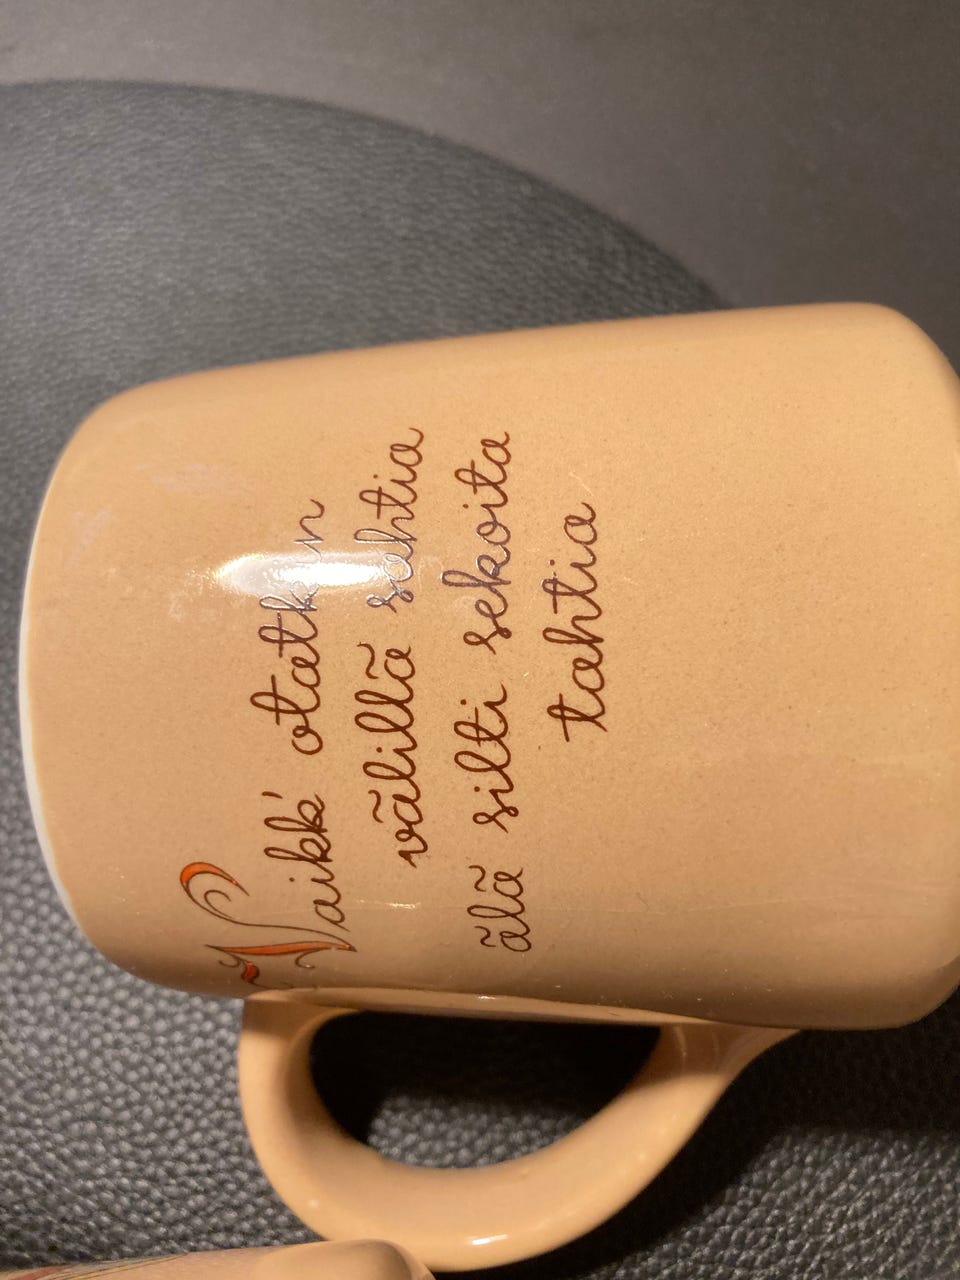 Vaikk' otatkin
välillä sahtia
älä silti sekoita
tahtia